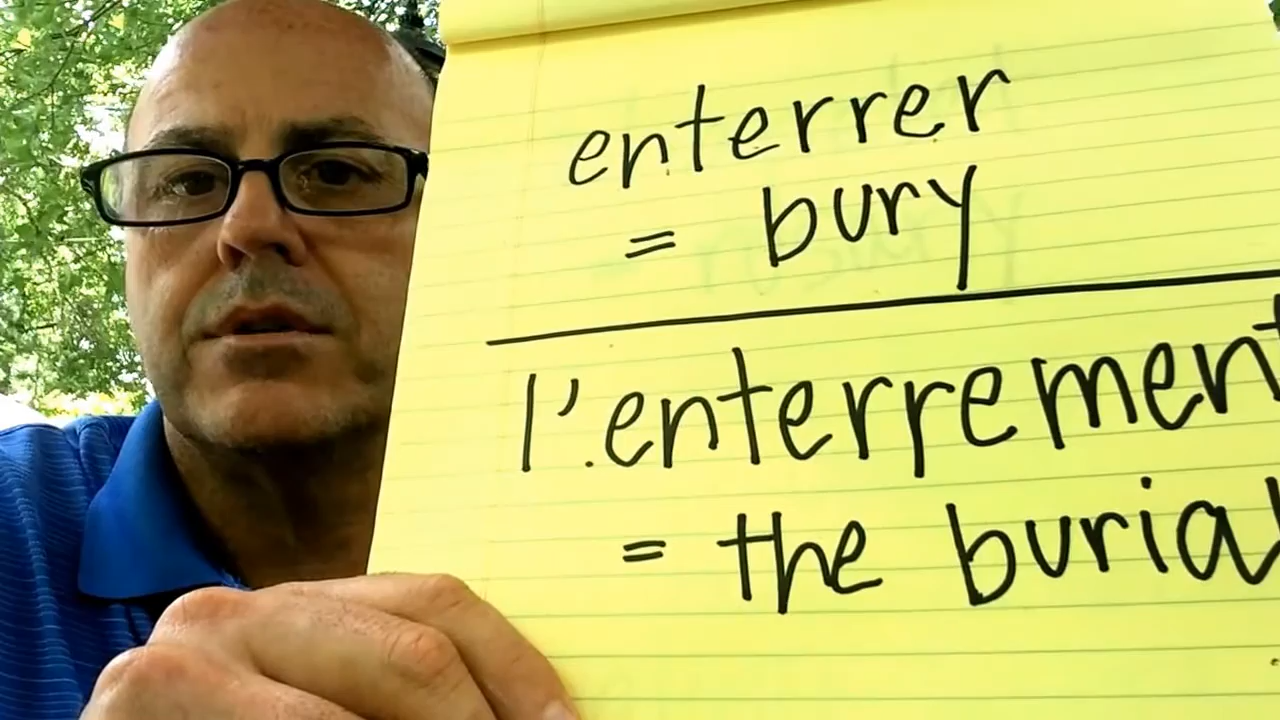 enterrer
= bury
l'enterrement
= the burial